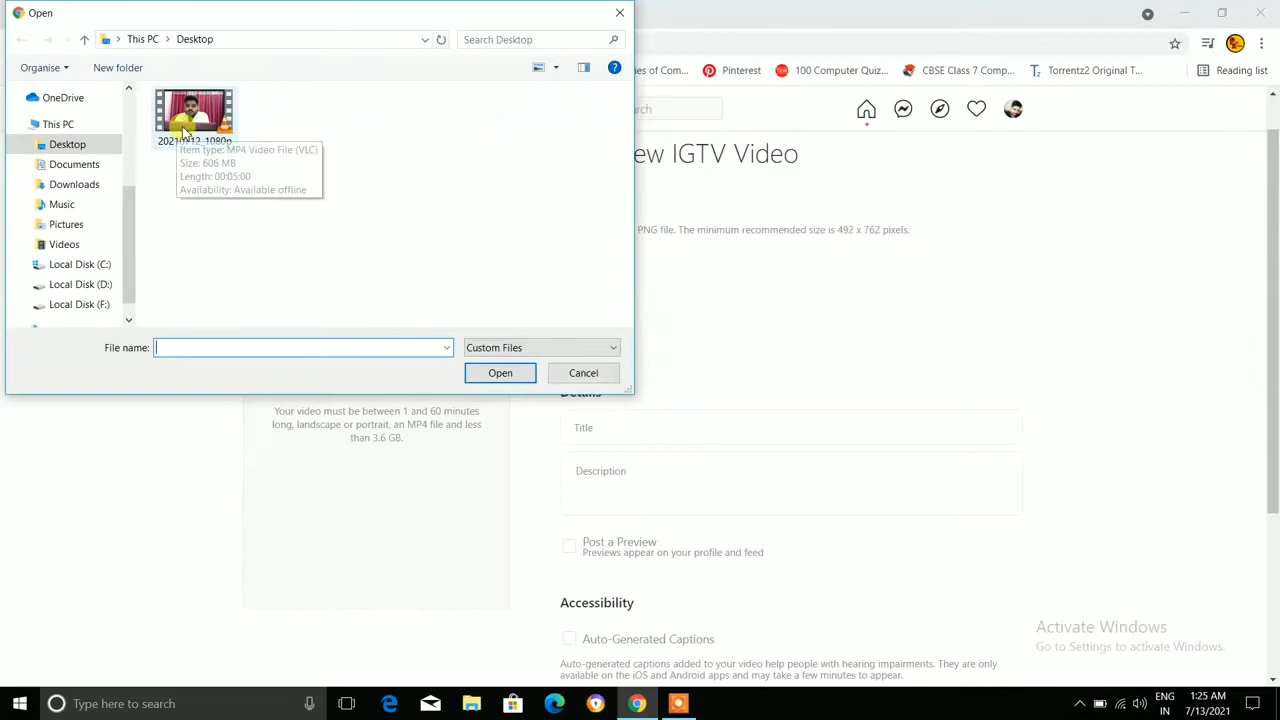 Open
This PC
Desktop
Search Desktop
Organise
New folder
OneDrive
This PC
Desktop
Documents
Downloads
Music
Pictures
Videos
Local Disk (C:)
Local Disk (D:)
Local Disk (F:)
Item type: MP4 Video File (VLC)
Size: 606 MB
Length: 00:05:00
Availability: Available offline
File name:
Custom Files
Open
Cancel
es of Com...
Pinterest
100 Computer Quiz...
CBSE Class 7 Comp...
Torrentz2 Original T...
Reading list
rch
ew IGTV Video
PNG file. The minimum recommended size is 492 x 762 pixels.
Your video must be between 1 and 60 minutes
long, landscape or portrait, an MP4 file and less
than 3.6 GB.
Details
Title
Description
Post a Preview
Previews appear on your profile and feed
Accessibility
Auto-Generated Captions
Auto-generated captions added to your video help people with hearing impairments. They are only
available on the iOS and Android apps and may take a few minutes to appear.
Activate Windows
Go to Settings to activate Windows.
Type here to search
ENG
IN
1:25 AM
7/13/2021